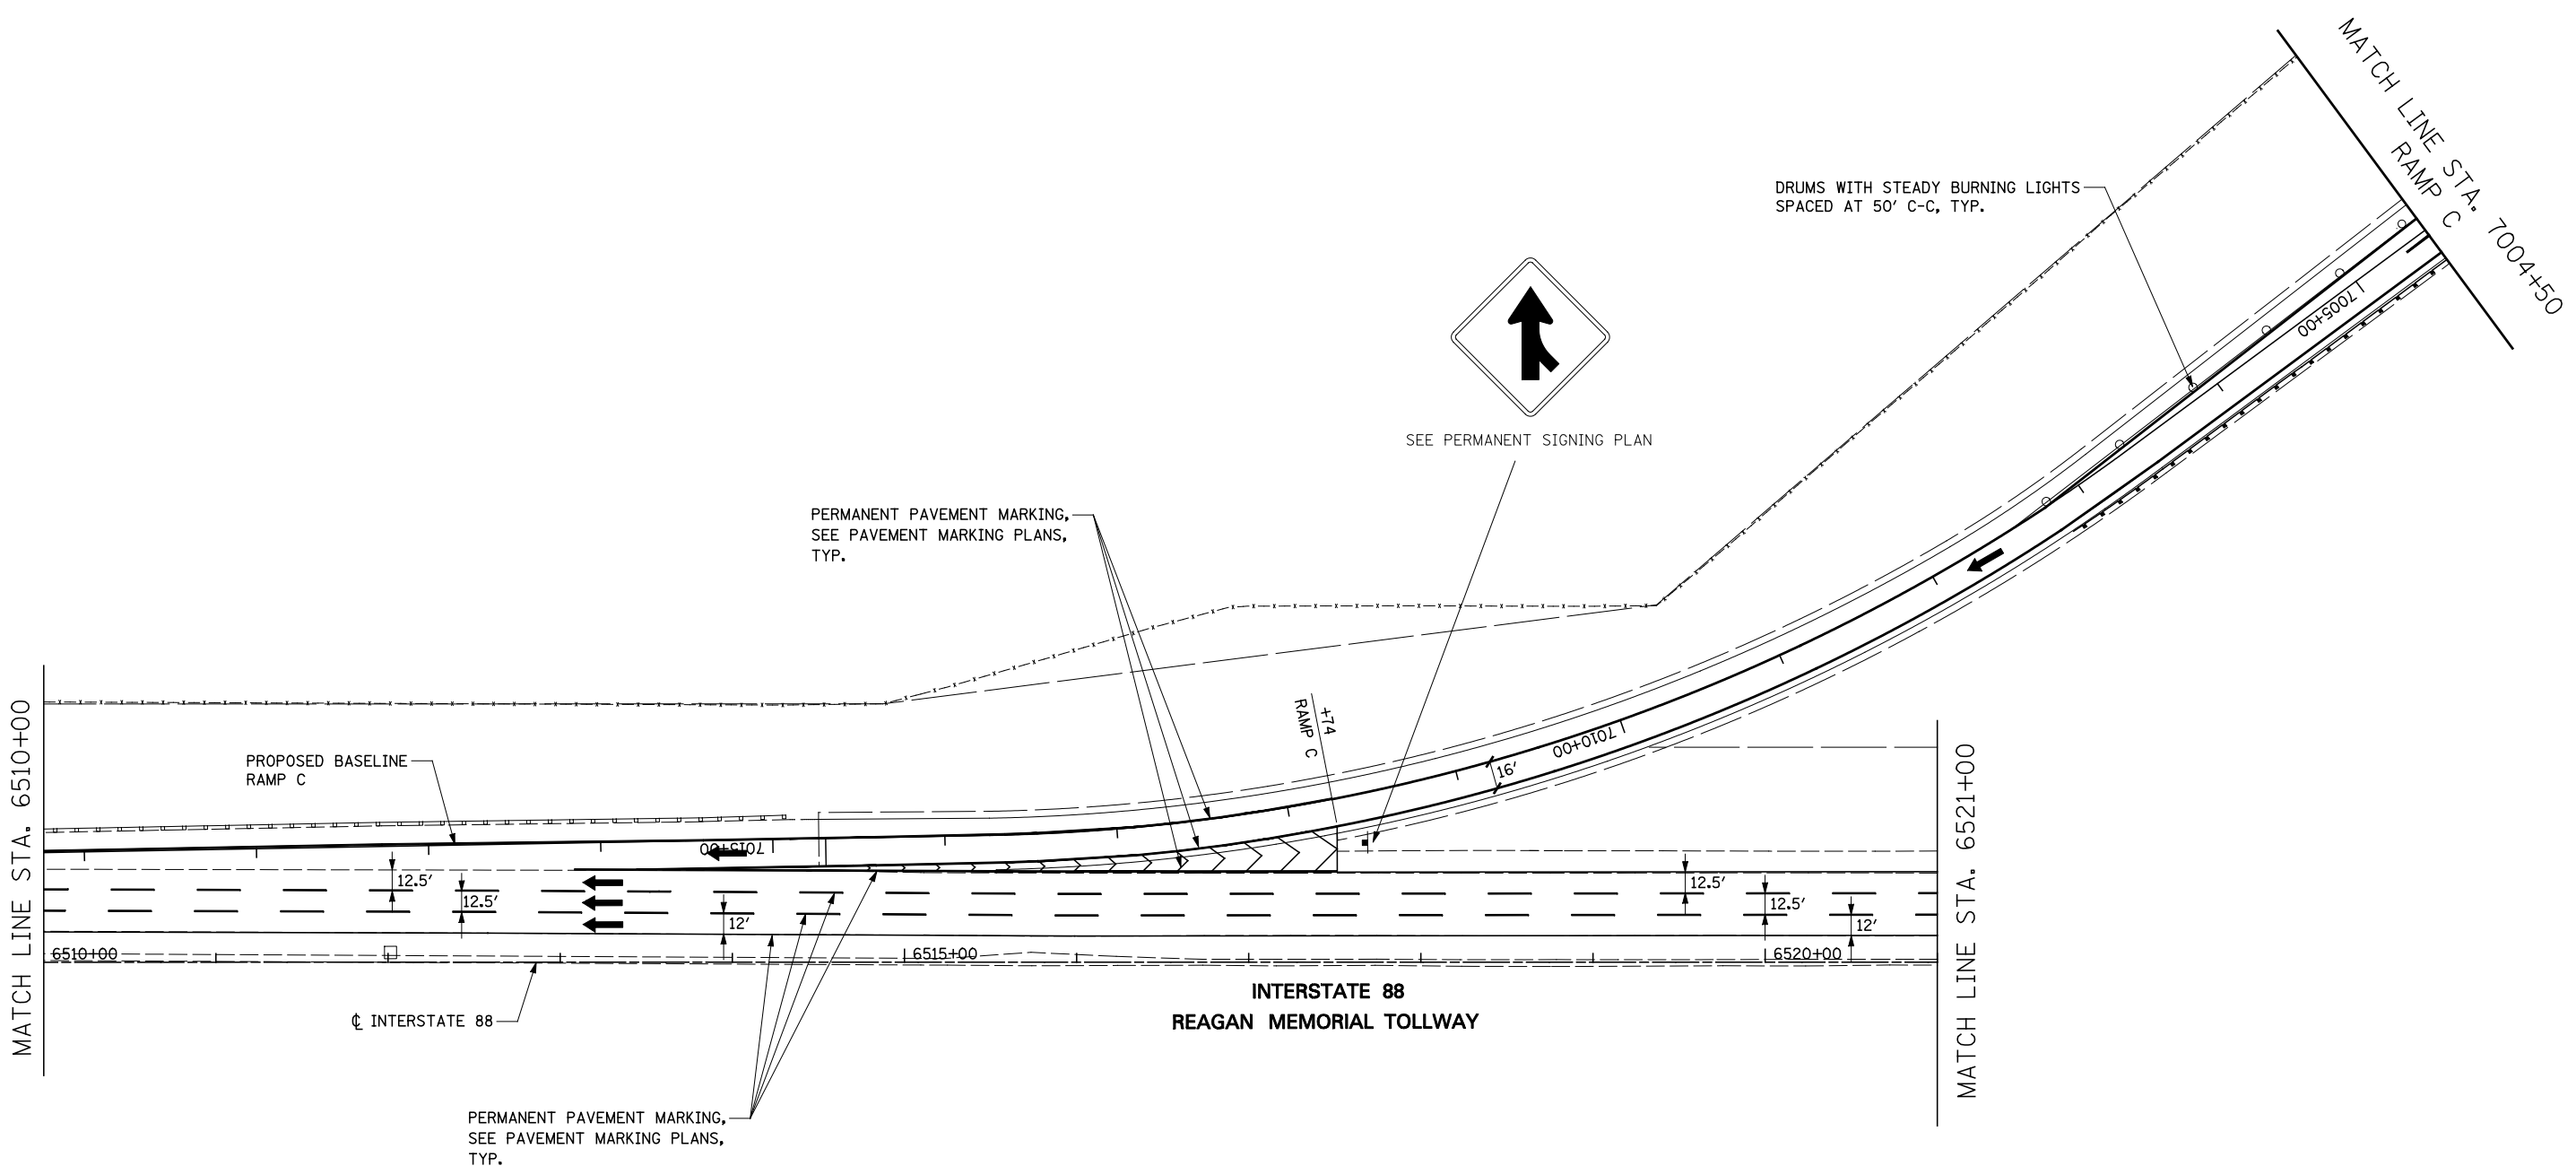 MATCH LINE STA. 7004+50
RAMP C
DRUMS WITH STEADY BURNING LIGHTS
SPACED AT 50' C-C, TYP.
7005+00
SEE PERMANENT SIGNING PLAN
PERMANENT PAVEMENT MARKING,
SEE PAVEMENT MARKING PLANS,
TYP.
+74
RAMP C
7010+00
16'
PROPOSED BASELINE
RAMP C
7015+00
MATCH LINE STA. 6510+00
MATCH LINE STA. 6521+00
12.5'
12.5'
12'
12.5'
12.5'
12'
6510+00
6515+00
6520+00
INTERSTATE 88
REAGAN MEMORIAL TOLLWAY
℄ INTERSTATE 88
PERMANENT PAVEMENT MARKING,
SEE PAVEMENT MARKING PLANS,
TYP.